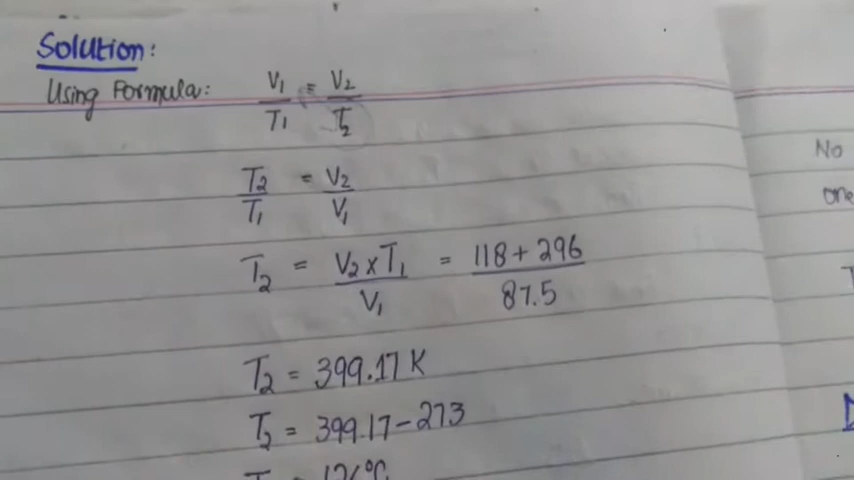 Solution:
Using Formula: V₁/T₁ = V₂/T₂
T₂/T₁ = V₂/V₁
T₂ = V₂ x T₁/V₁ = 118 + 296/87.5
T₂ = 399.17 K
T₂ = 399.17 - 273
No
one